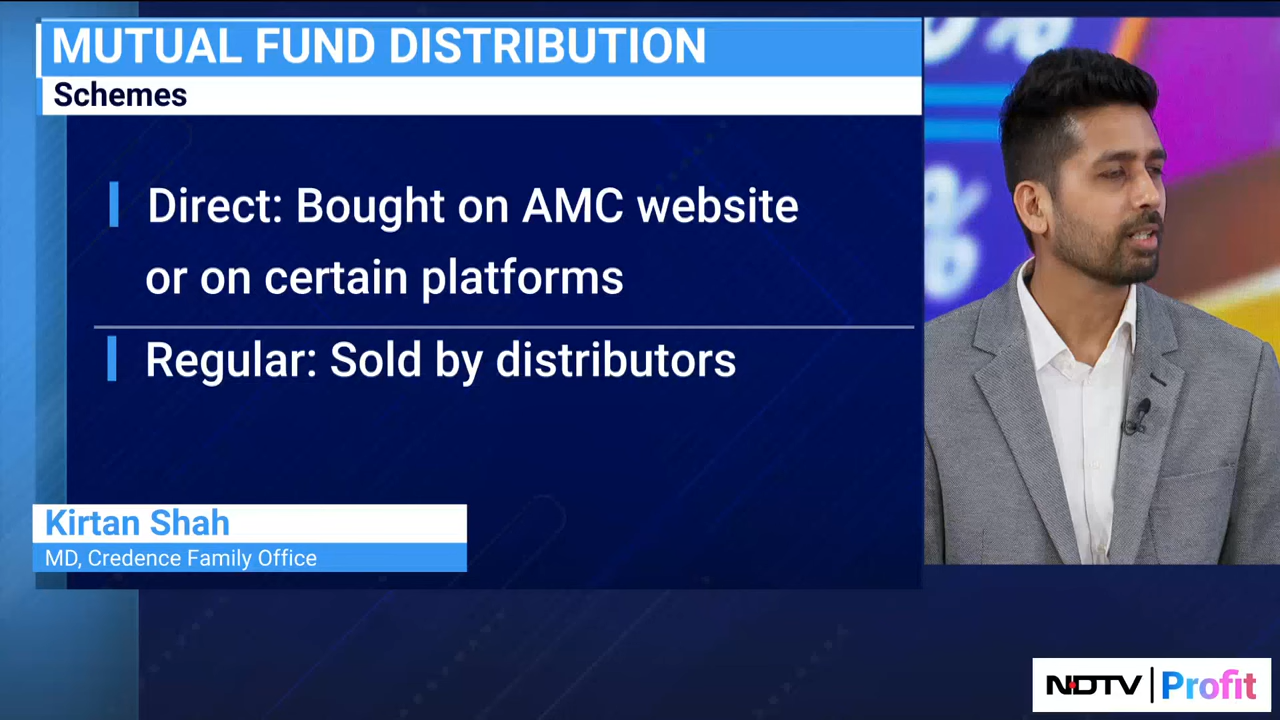 MUTUAL FUND DISTRIBUTION
Schemes
Direct: Bought on AMC website
or on certain platforms
Regular: Sold by distributors
Kirtan Shah
MD, Credence Family Office
NDTV Profit